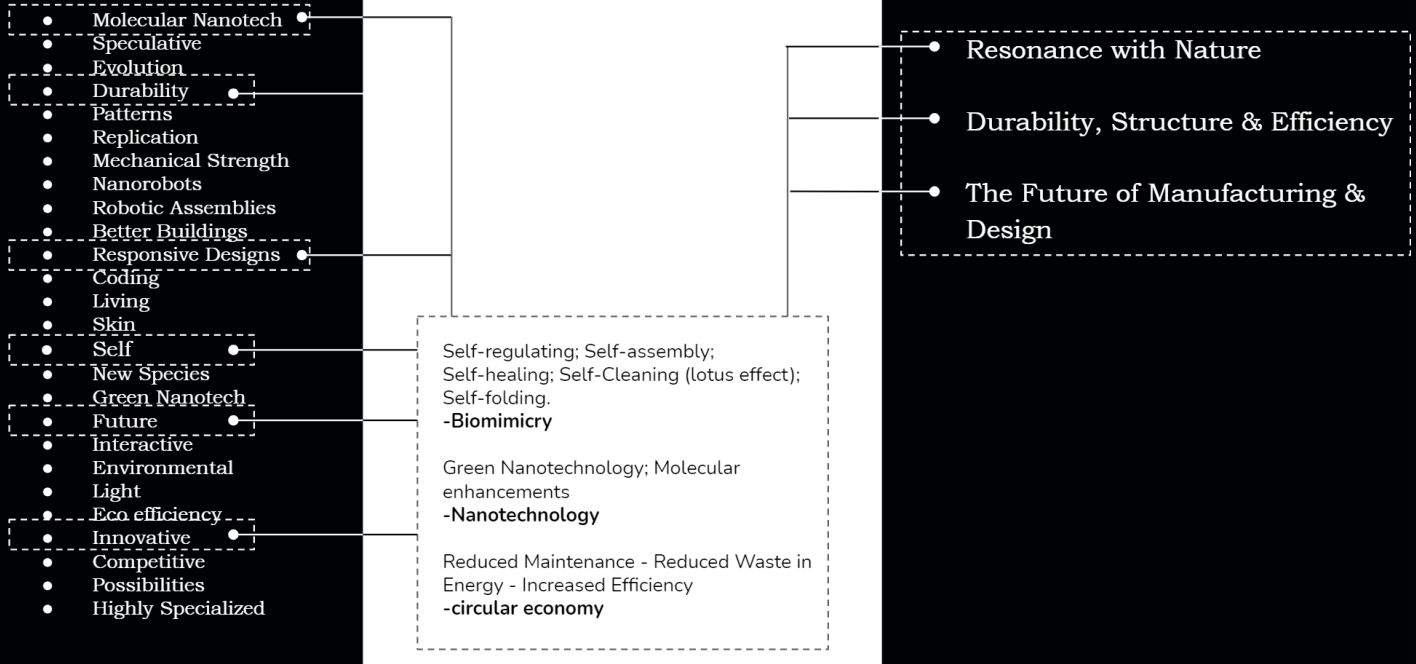 Molecular Nanotech
Speculative
Evolution
Durability
Patterns
Replication
Mechanical Strength
Nanorobots
Robotic Assemblies
Better Buildings
Responsive Designs
Coding
Living
Skin
Self
New Species
Green Nanotech
Future
Interactive
Environmental
Light
Eco efficiency
Innovative
Competitive
Possibilities
Highly Specialized
Self-regulating; Self-assembly;
Self-healing; Self-Cleaning (lotus effect);
Self-folding.
-Biomimicry
Green Nanotechnology; Molecular
enhancements
-Nanotechnology
Reduced Maintenance - Reduced Waste in
Energy - Increased Efficiency
-circular economy
Resonance with Nature
Durability, Structure & Efficiency
The Future of Manufacturing &
Design